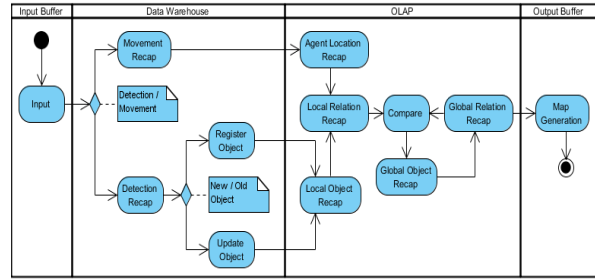 Input Buffer
Data Warehouse
OLAP
Output Buffer
Movement
Recap
Agent Location
Recap
Input
Detection /
Movement
Local Relation
Recap
Compare
Global Relation
Recap
Map
Generation
Register
Object
Detection
Recap
New / Old
Object
Local Object
Recap
Global Object
Recap
Update
Object